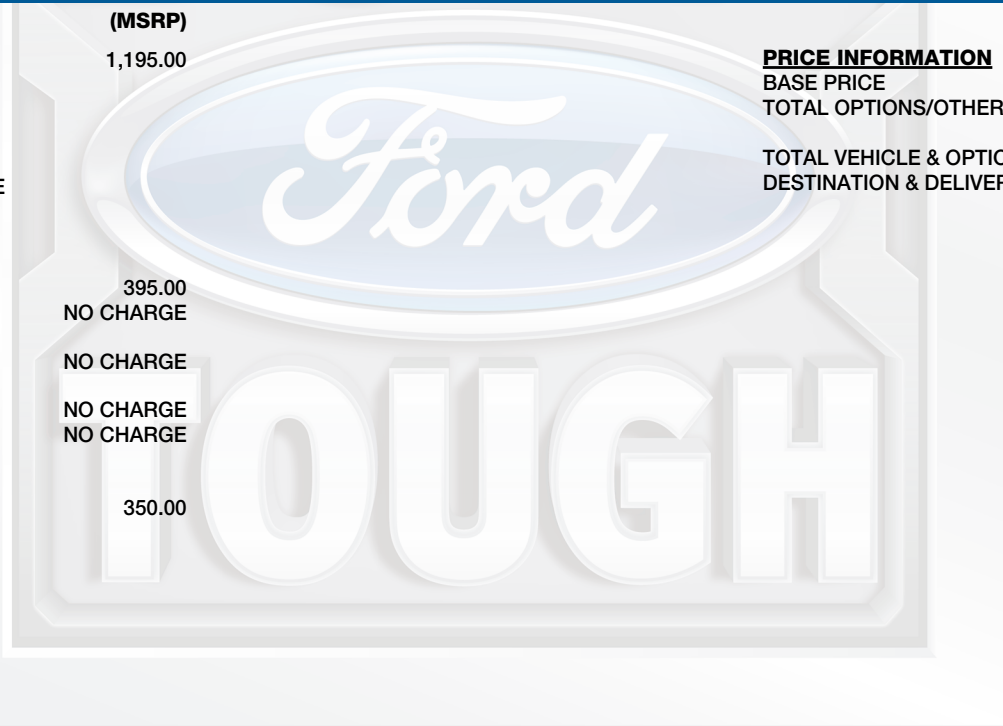 (MSRP)
1,195.00
395.00
NO CHARGE
NO CHARGE
NO CHARGE
NO CHARGE
350.00
PRICE INFORMATION
BASE PRICE
TOTAL OPTIONS/OTHER
TOTAL VEHICLE & OPTIO
DESTINATION & DELIVER
E
Ford
TOUGH